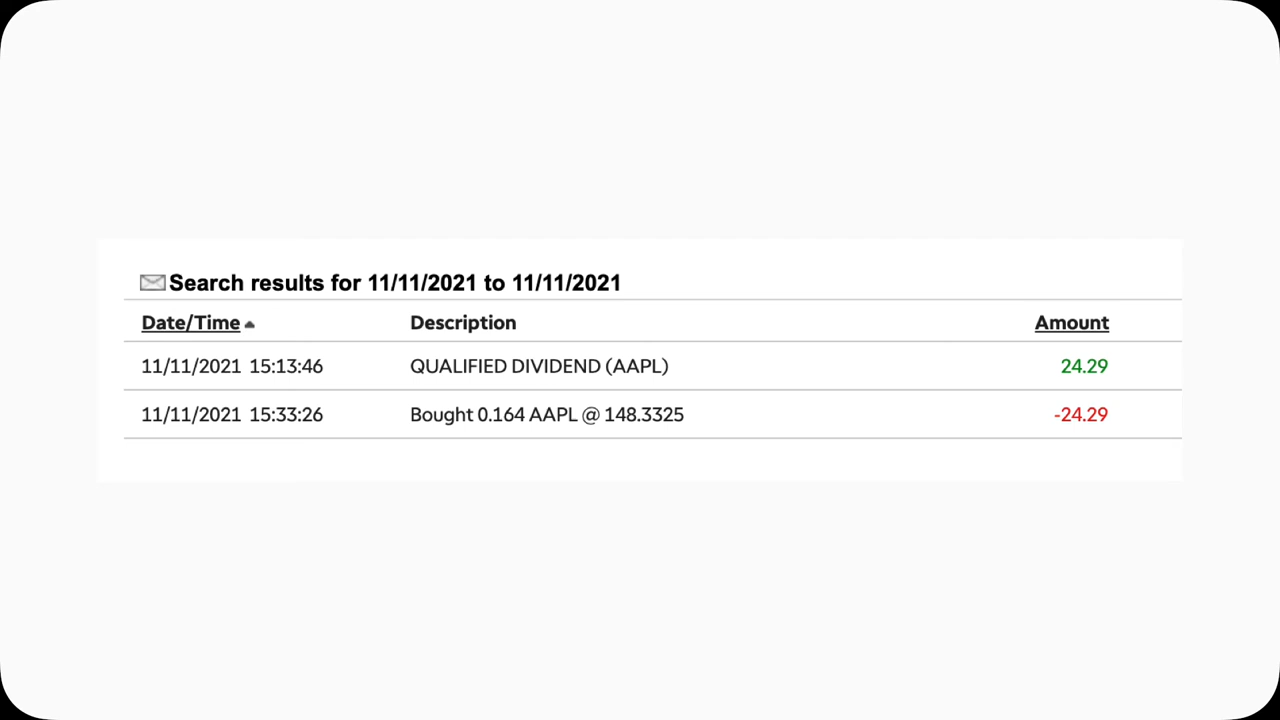 Search results for 11/11/2021 to 11/11/2021
Date/Time Description Amount
11/11/2021 15:13:46 QUALIFIED DIVIDEND (AAPL) 24.29
11/11/2021 15:33:26 Bought 0.164 AAPL @ 148.3325 -24.29